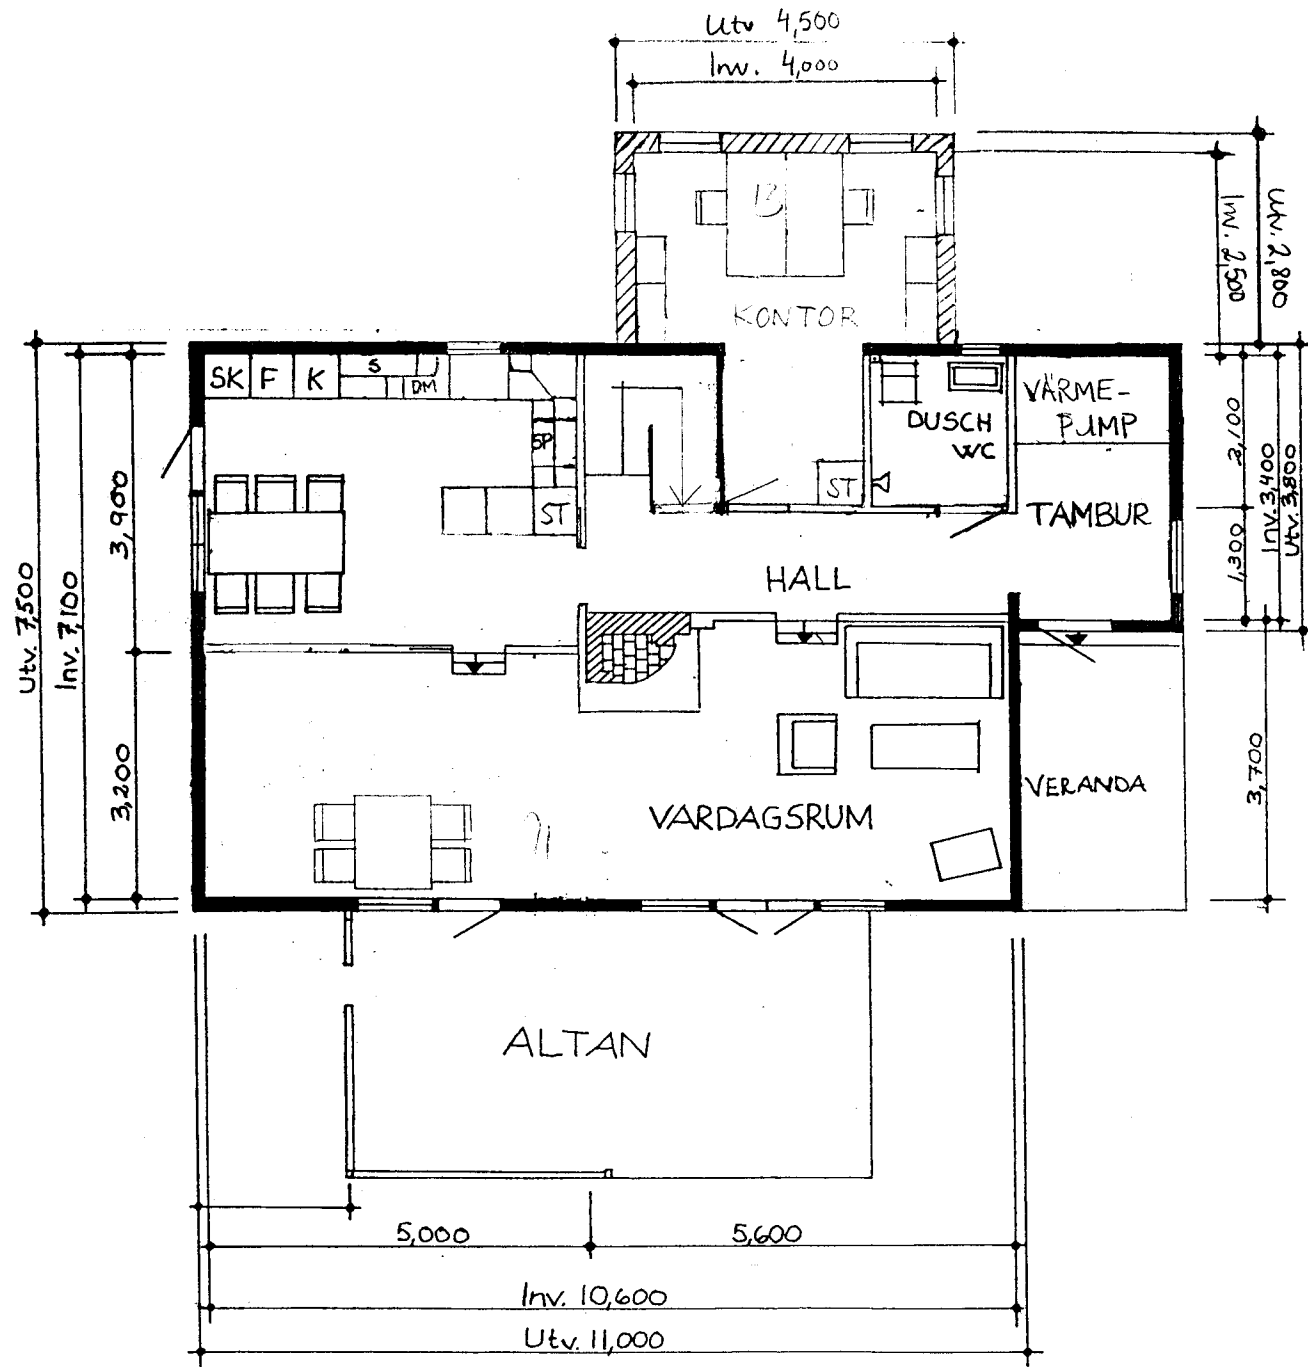 Utv 4,500
Inv. 4,000
Utv. 2,800
Inv. 2,500
KONTOR
SK F K S DM
SP
ST
ST
DUSCH
WC
VÄRME-
PUMP
TAMBUR
HALL
2,100
1,300
Inv. 3,400
Utv. 3,800
3,700
Utv. 7,500
Inv. 7,100
3,900
3,200
VARDAGSRUM
VERANDA
ALTAN
5,000 5,600
Inv. 10,600
Utv. 11,000